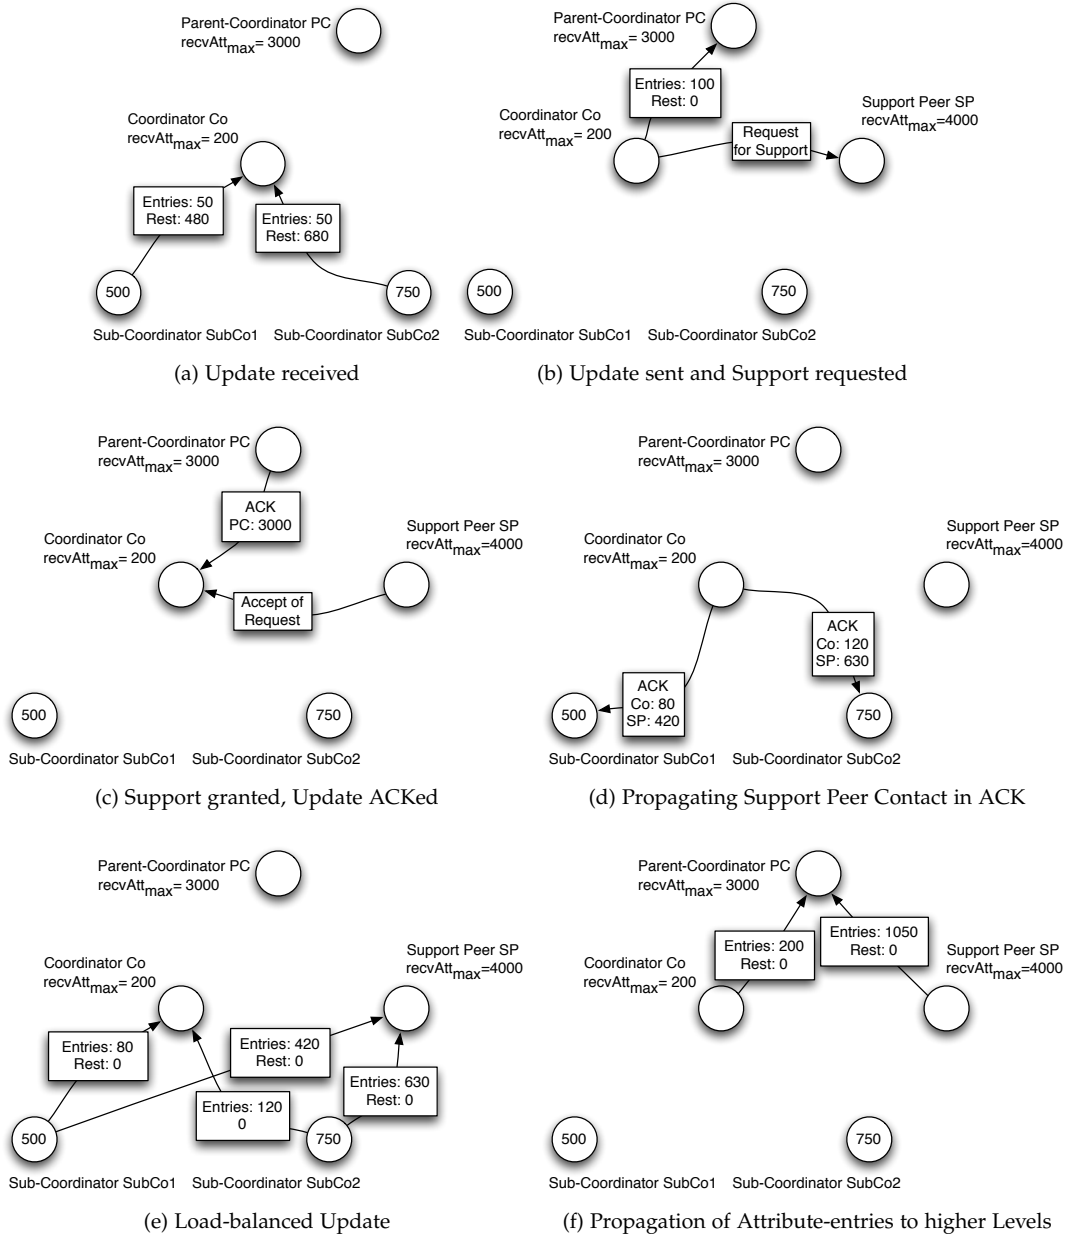 Parent-Coordinator PC
recvAttmax= 3000
Coordinator Co
recvAttmax= 200
Entries: 50
Rest: 480
Entries: 50
Rest: 680
500
750
Sub-Coordinator SubCo1
Sub-Coordinator SubCo2
(a) Update received
Parent-Coordinator PC
recvAttmax= 3000
Entries: 100
Rest: 0
Coordinator Co
recvAttmax= 200
Request
for Support
Support Peer SP
recvAttmax=4000
500
750
Sub-Coordinator SubCo1
Sub-Coordinator SubCo2
(b) Update sent and Support requested
Parent-Coordinator PC
recvAttmax= 3000
ACK
PC: 3000
Coordinator Co
recvAttmax= 200
Support Peer SP
recvAttmax=4000
Accept of
Request
500
750
Sub-Coordinator SubCo1
Sub-Coordinator SubCo2
(c) Support granted, Update ACKed
Parent-Coordinator PC
recvAttmax= 3000
Coordinator Co
recvAttmax= 200
Support Peer SP
recvAttmax=4000
ACK
Co: 120
SP: 630
ACK
Co: 80
SP: 420
500
750
Sub-Coordinator SubCo1
Sub-Coordinator SubCo2
(d) Propagating Support Peer Contact in ACK
Parent-Coordinator PC
recvAttmax= 3000
Coordinator Co
recvAttmax= 200
Support Peer SP
recvAttmax=4000
Entries: 80
Rest: 0
Entries: 420
Rest: 0
Entries: 120
0
Entries: 630
Rest: 0
500
750
Sub-Coordinator SubCo1
Sub-Coordinator SubCo2
(e) Load-balanced Update
Parent-Coordinator PC
recvAttmax= 3000
Entries: 200
Rest: 0
Entries: 1050
Rest: 0
Coordinator Co
recvAttmax= 200
Support Peer SP
recvAttmax=4000
500
750
Sub-Coordinator SubCo1
Sub-Coordinator SubCo2
(f) Propagation of Attribute-entries to higher Levels